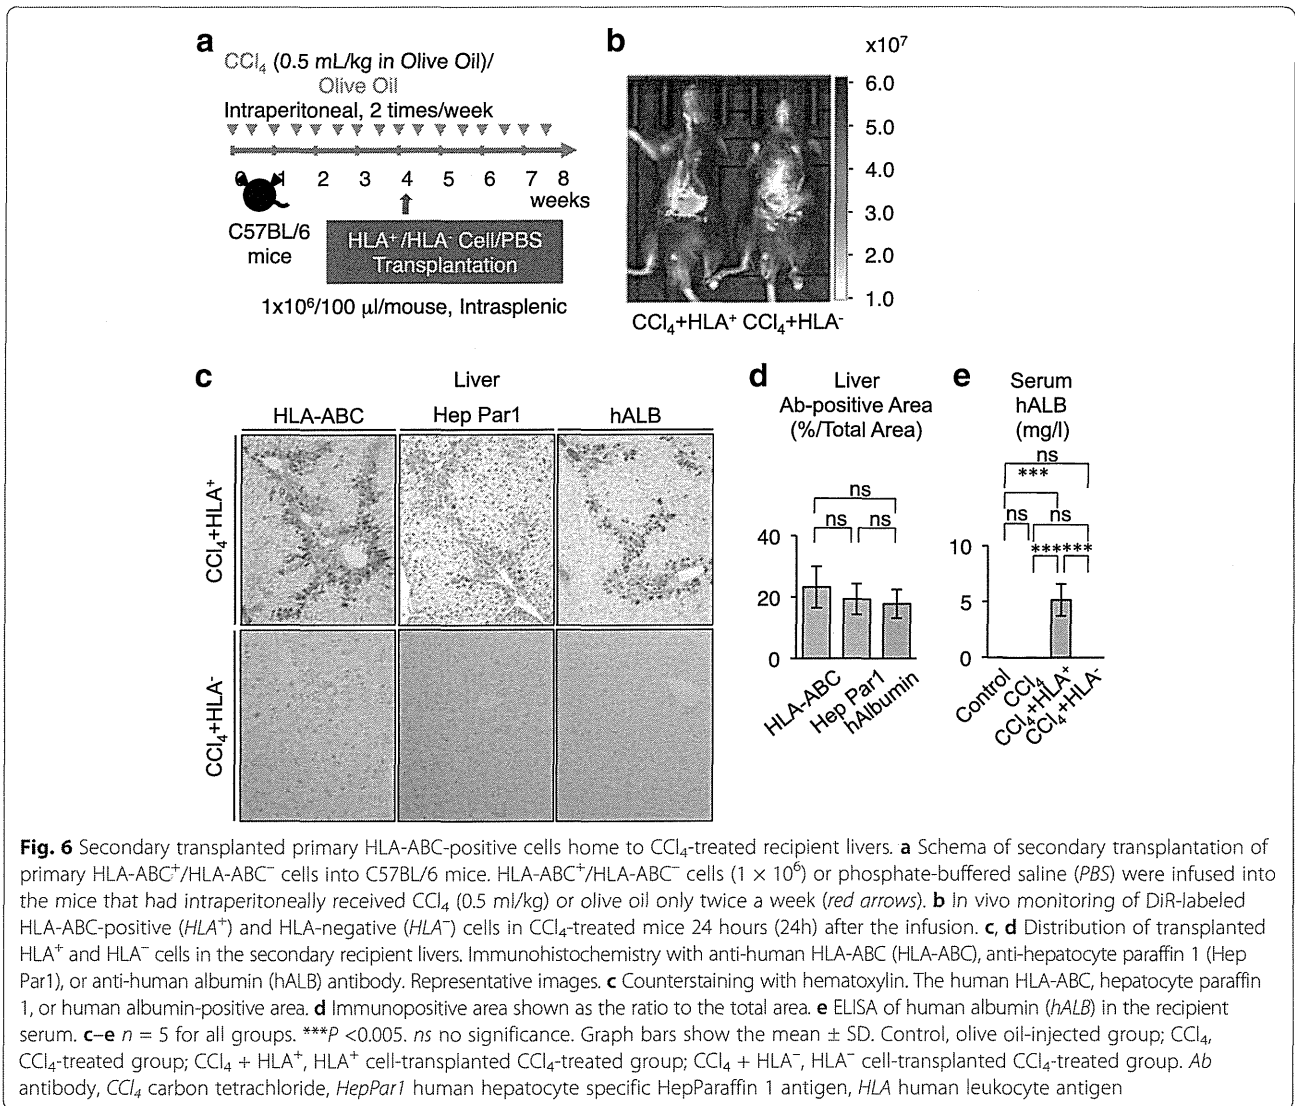 a
CCl₄ (0.5 mL/kg in Olive Oil)/
Olive Oil
Intraperitoneal, 2 times/week
0 1 2 3 4 5 6 7 8
weeks
C57BL/6
mice
HLA⁺/HLA⁻ Cell/PBS
Transplantation
1x10⁶/100 μl/mouse, Intrasplenic
b
x10⁷
6.0
5.0
4.0
3.0
2.0
1.0
CCl₄+HLA⁺ CCl₄+HLA⁻
c
Liver
HLA-ABC Hep Par1 hALB
CCl₄+HLA⁺
CCl₄+HLA⁻
d
Liver
Ab-positive Area
(%/Total Area)
ns
ns ns
40
20
0
HLA-ABC
Hep Par1
hAlbumin
e
Serum
hALB
(mg/l)
ns
***
ns ns
*** ***
10
5
0
Control
CCl₄
CCl₄+HLA⁺
CCl₄+HLA⁻
Fig. 6 Secondary transplanted primary HLA-ABC-positive cells home to CCl₄-treated recipient livers. a Schema of secondary transplantation of
primary HLA-ABC⁺/HLA-ABC⁻ cells into C57BL/6 mice. HLA-ABC⁺/HLA-ABC⁻ cells (1 × 10⁶) or phosphate-buffered saline (PBS) were infused into
the mice that had intraperitoneally received CCl₄ (0.5 ml/kg) or olive oil only twice a week (red arrows). b In vivo monitoring of DiR-labeled
HLA-ABC-positive (HLA⁺) and HLA-negative (HLA⁻) cells in CCl₄-treated mice 24 hours (24h) after the infusion. c, d Distribution of transplanted
HLA⁺ and HLA⁻ cells in the secondary recipient livers. Immunohistochemistry with anti-human HLA-ABC (HLA-ABC), anti-hepatocyte paraffin 1 (Hep
Par1), or anti-human albumin (hALB) antibody. Representative images. c Counterstaining with hematoxylin. The human HLA-ABC, hepatocyte paraffin
1, or human albumin-positive area. d Immunopositive area shown as the ratio to the total area. e ELISA of human albumin (hALB) in the recipient
serum. c–e n = 5 for all groups. ***P <0.005. ns no significance. Graph bars show the mean ± SD. Control, olive oil-injected group; CCl₄,
CCl₄-treated group; CCl₄ + HLA⁺, HLA⁺ cell-transplanted CCl₄-treated group; CCl₄ + HLA⁻, HLA⁻ cell-transplanted CCl₄-treated group. Ab
antibody, CCl₄ carbon tetrachloride, HepPar1 human hepatocyte specific HepParaffin 1 antigen, HLA human leukocyte antigen